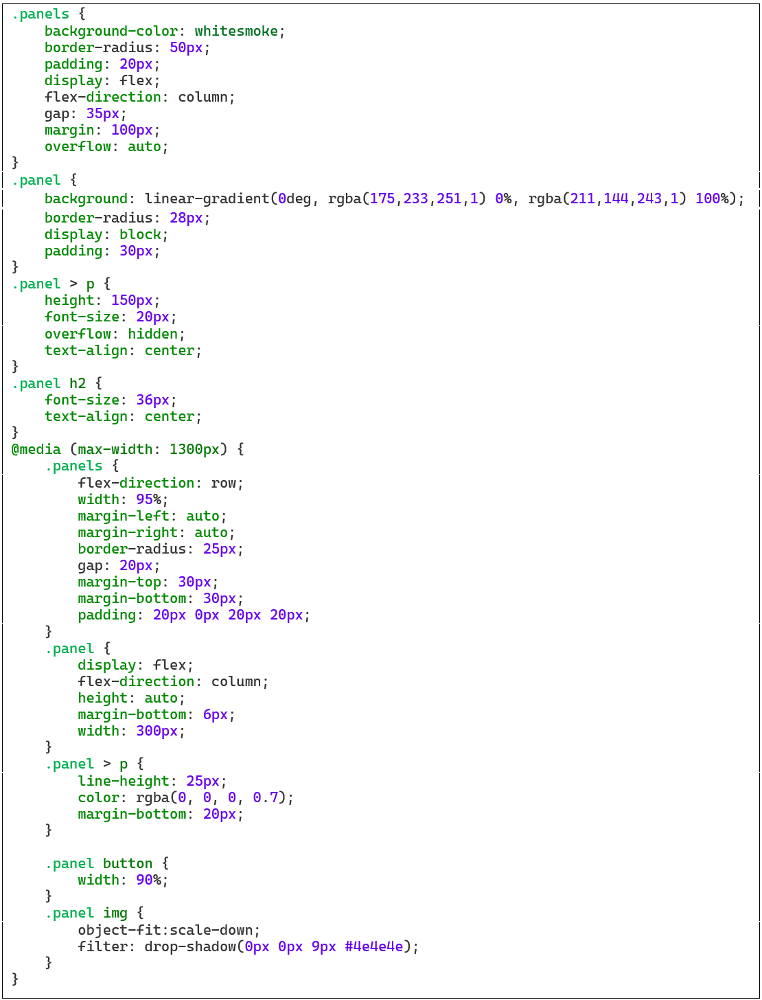 .panels {
    background-color: whitesmoke;
    border-radius: 50px;
    padding: 20px;
    display: flex;
    flex-direction: column;
    gap: 35px;
    margin: 100px;
    overflow: auto;
}
.panel {
    background: linear-gradient(0deg, rgba(175,233,251,1) 0%, rgba(211,144,243,1) 100%);
    border-radius: 28px;
    display: block;
    padding: 30px;
}
.panel > p {
    height: 150px;
    font-size: 20px;
    overflow: hidden;
    text-align: center;
}
.panel h2 {
    font-size: 36px;
    text-align: center;
}
@media (max-width: 1300px) {
    .panels {
        flex-direction: row;
        width: 95%;
        margin-left: auto;
        margin-right: auto;
        border-radius: 25px;
        gap: 20px;
        margin-top: 30px;
        margin-bottom: 30px;
        padding: 20px 0px 20px 20px;
    }
    .panel {
        display: flex;
        flex-direction: column;
        height: auto;
        margin-bottom: 6px;
        width: 300px;
    }
    .panel > p {
        line-height: 25px;
        color: rgba(0, 0, 0, 0.7);
        margin-bottom: 20px;
    }

    .panel button {
        width: 90%;
    }
    .panel img {
        object-fit:scale-down;
        filter: drop-shadow(0px 0px 9px #4e4e4e);
    }
}